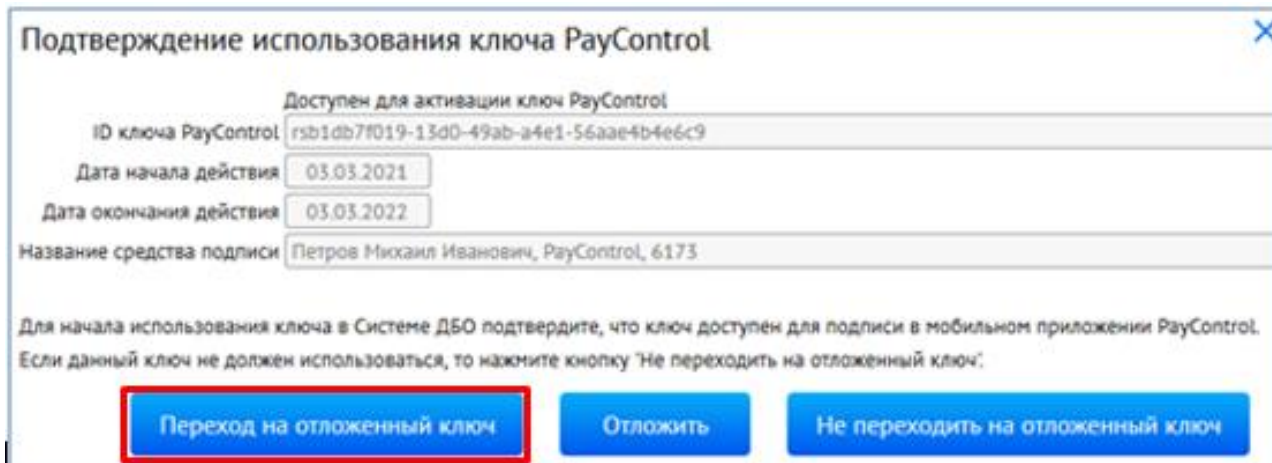 Подтверждение использования ключа PayControl
Доступен для активации ключ PayControl
ID ключа PayControl rsb1db7f019-13d0-49ab-a4e1-56aae4b4e6c9
Дата начала действия 03.03.2021
Дата окончания действия 03.03.2022
Название средства подписи Петров Михаил Иванович, PayControl, 6173
Для начала использования ключа в Системе ДБО подтвердите, что ключ доступен для подписи в мобильном приложении PayControl.
Если данный ключ не должен использоваться, то нажмите кнопку "Не переходить на отложенный ключ".
Переход на отложенный ключ Отложить Не переходить на отложенный ключ